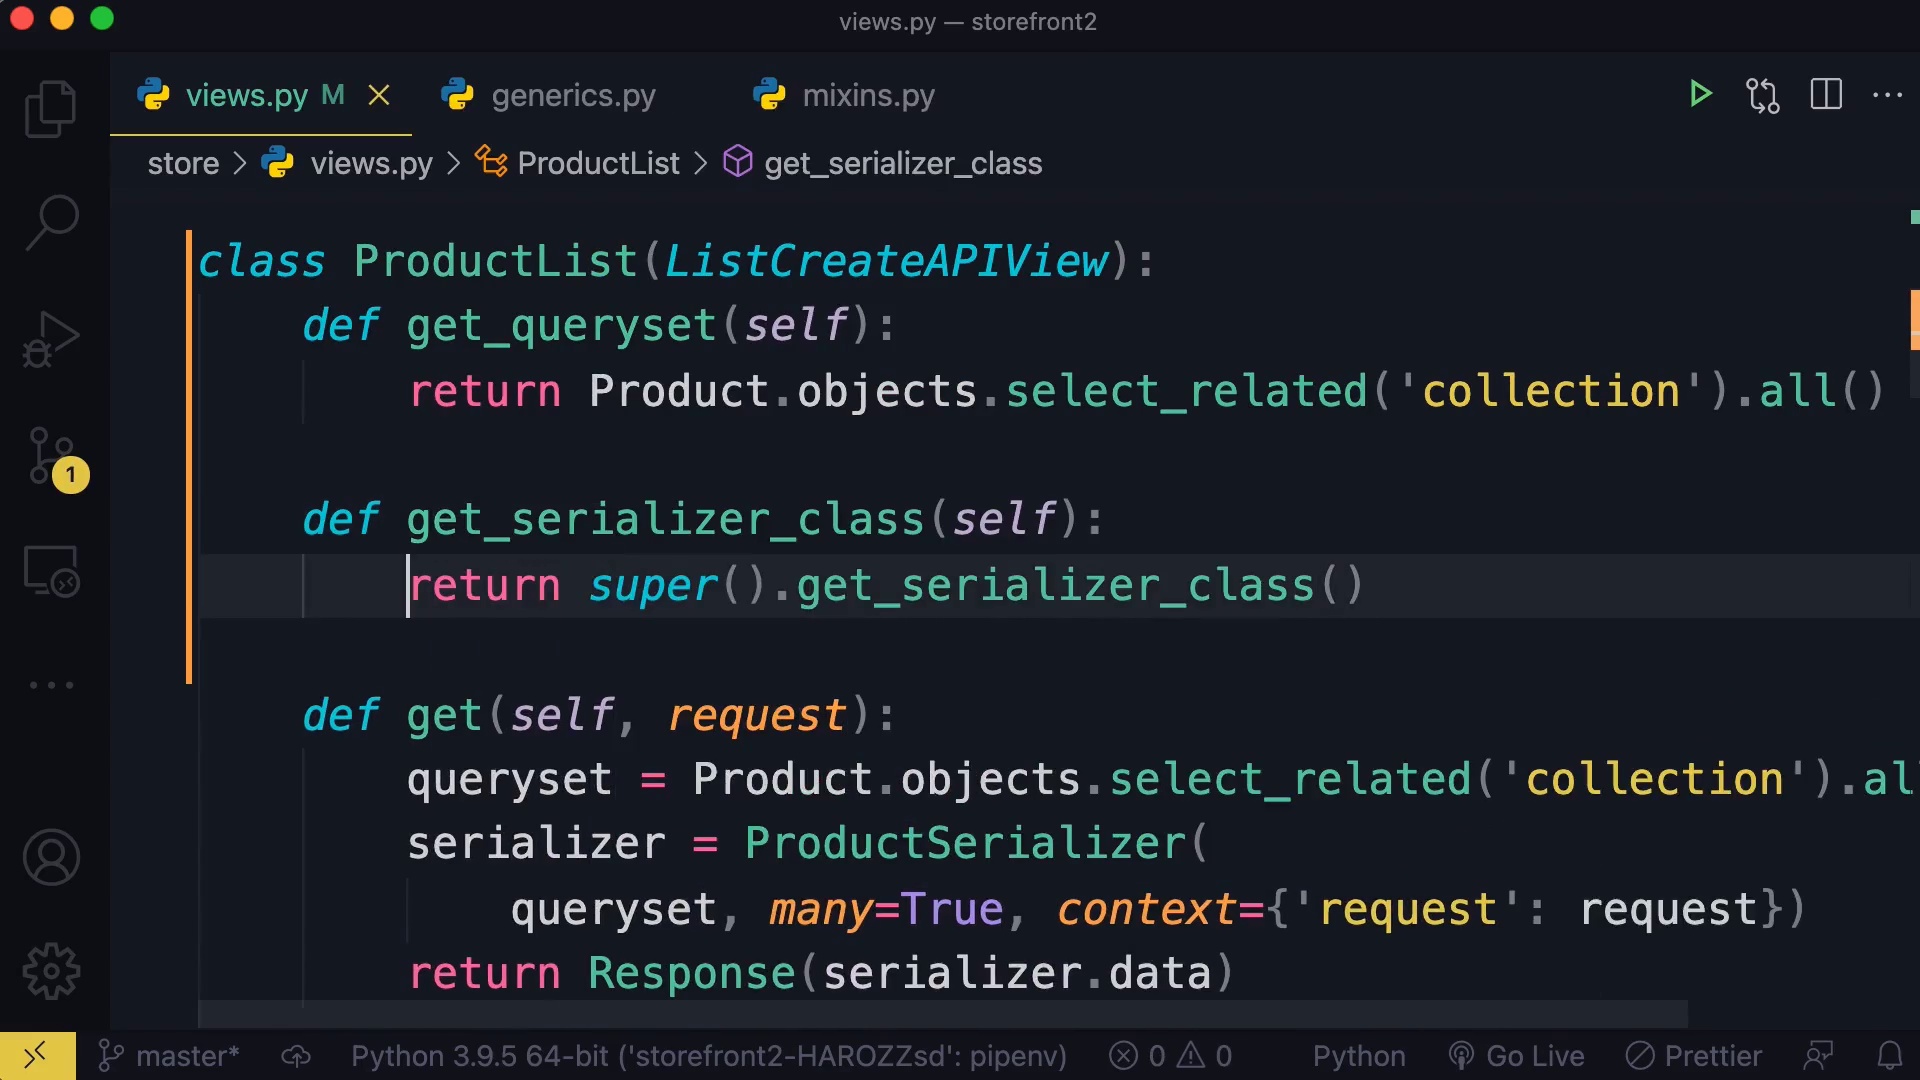 views.py — storefront2
views.py M generics.py mixins.py
store > views.py > ProductList > get_serializer_class
class ProductList(ListCreateAPIView):
    def get_queryset(self):
        return Product.objects.select_related('collection').all()
    def get_serializer_class(self):
        return super().get_serializer_class()
    def get(self, request):
        queryset = Product.objects.select_related('collection').al
        serializer = ProductSerializer(
            queryset, many=True, context={'request': request})
        return Response(serializer.data)
1
master* Python 3.9.5 64-bit ('storefront2-HAROZZsd': pipenv) 0 0 Python Go Live Prettier